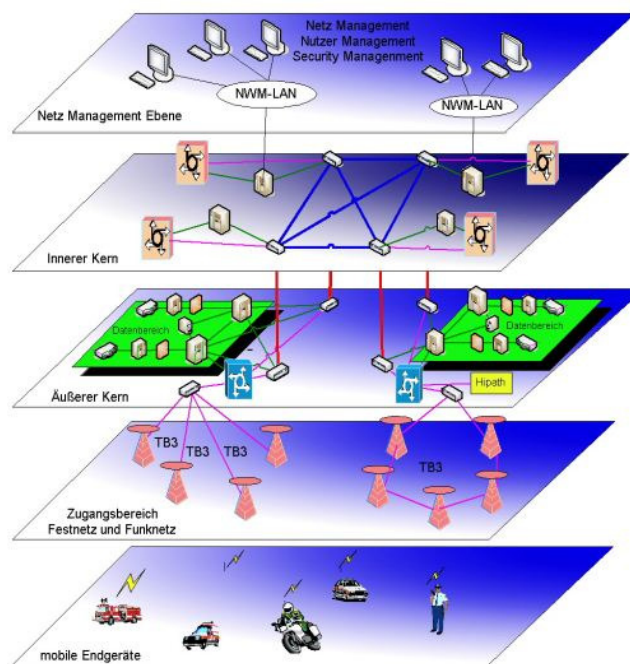 Netz Management
Nutzer Management
Security Managenment
NWM-LAN
NWM-LAN
Netz Management Ebene
Innerer Kern
Datenbereich
Datenbereich
Hipath
Äußerer Kern
TB3
TB3
TB3
TB3
Zugangsbereich
Festnetz und Funknetz
mobile Endgeräte